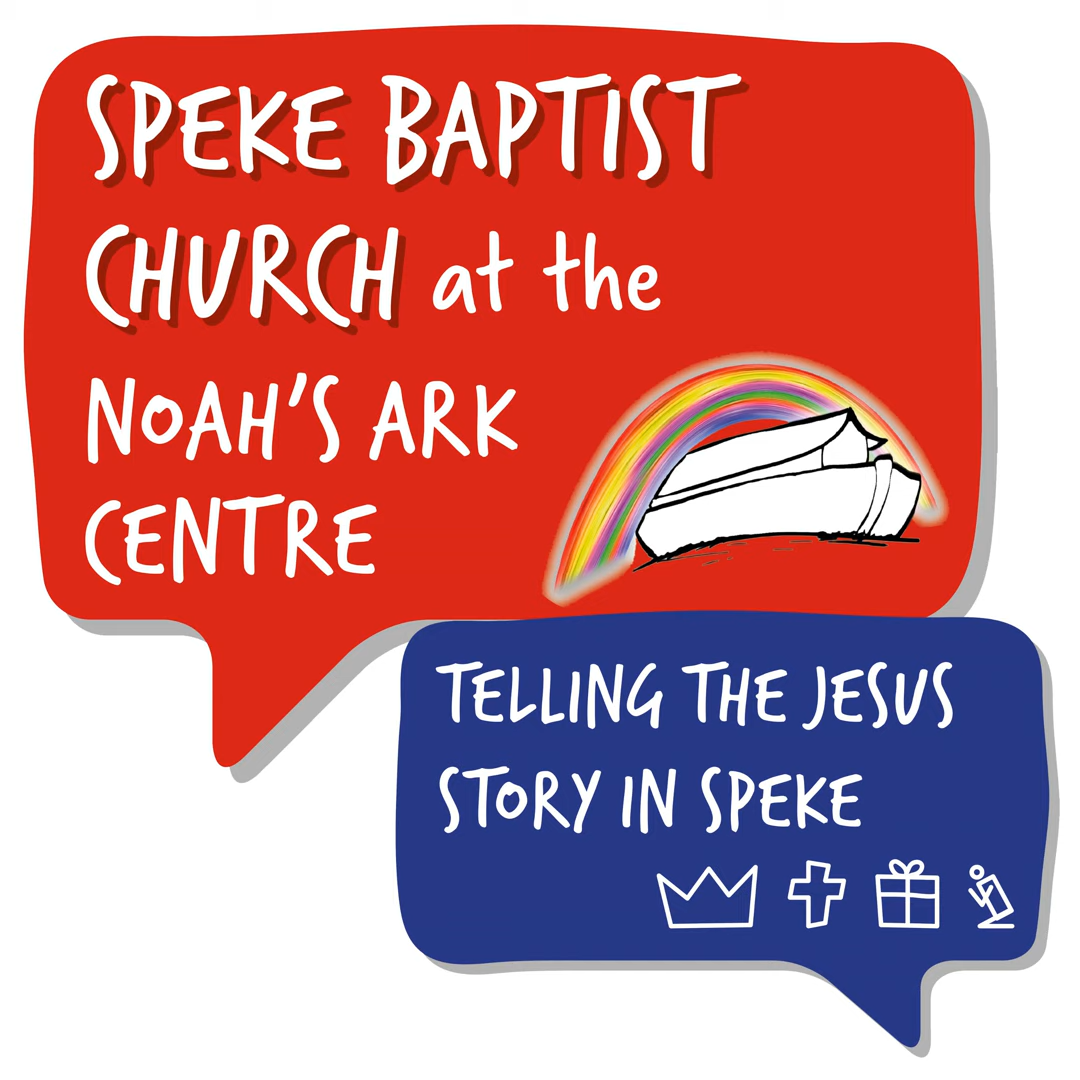 SPEKE BAPTIST
CHURCH at the
NOAH'S ARK
CENTRE
TELLING THE JESUS
STORY IN SPEKE